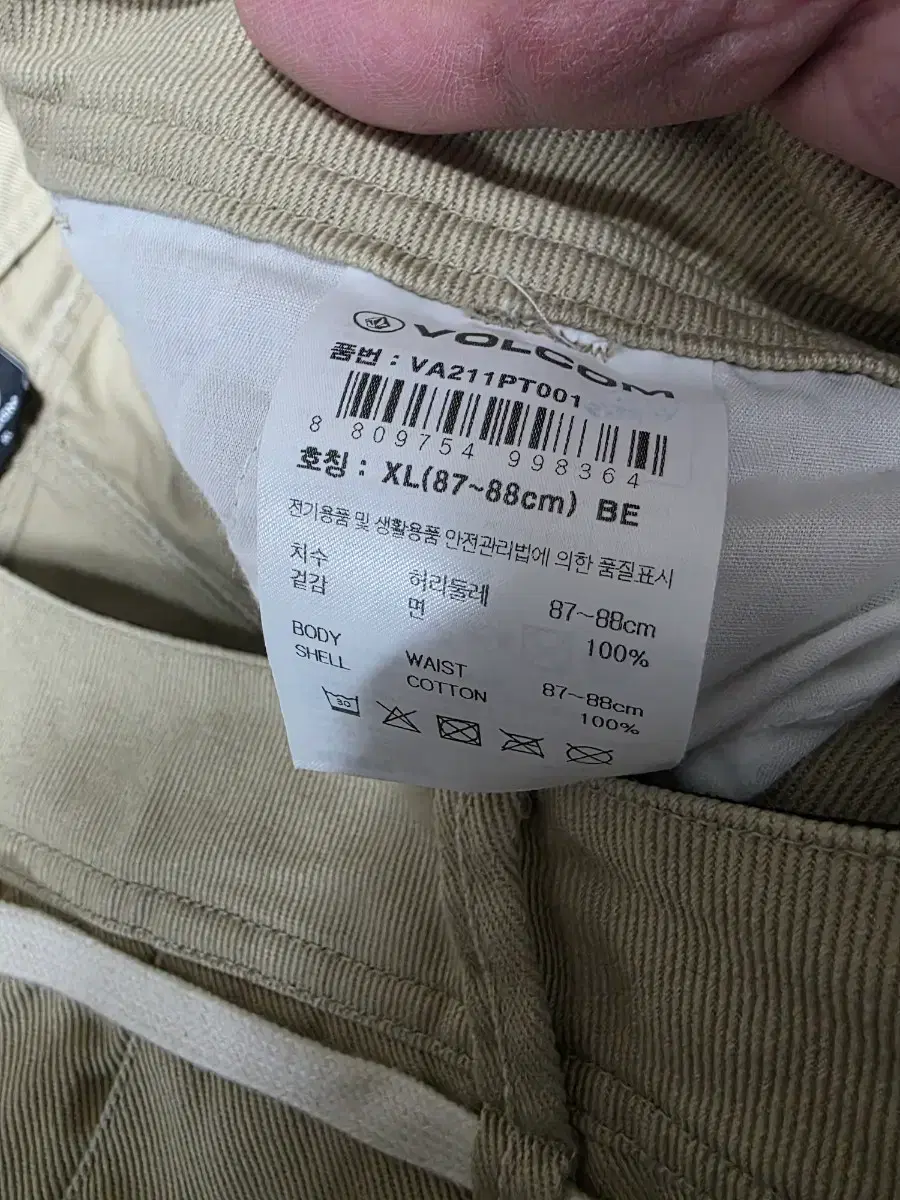 VOLCOM
품번 : VA211PT001
8 809754 998364
호칭 : XL(87~88cm) BE
전기용품 및 생활용품 안전관리법에 의한 품질표시
치수 허리둘레 87~88cm
겉감 면 100%
BODY WAIST 87~88cm
SHELL COTTON 100%
30